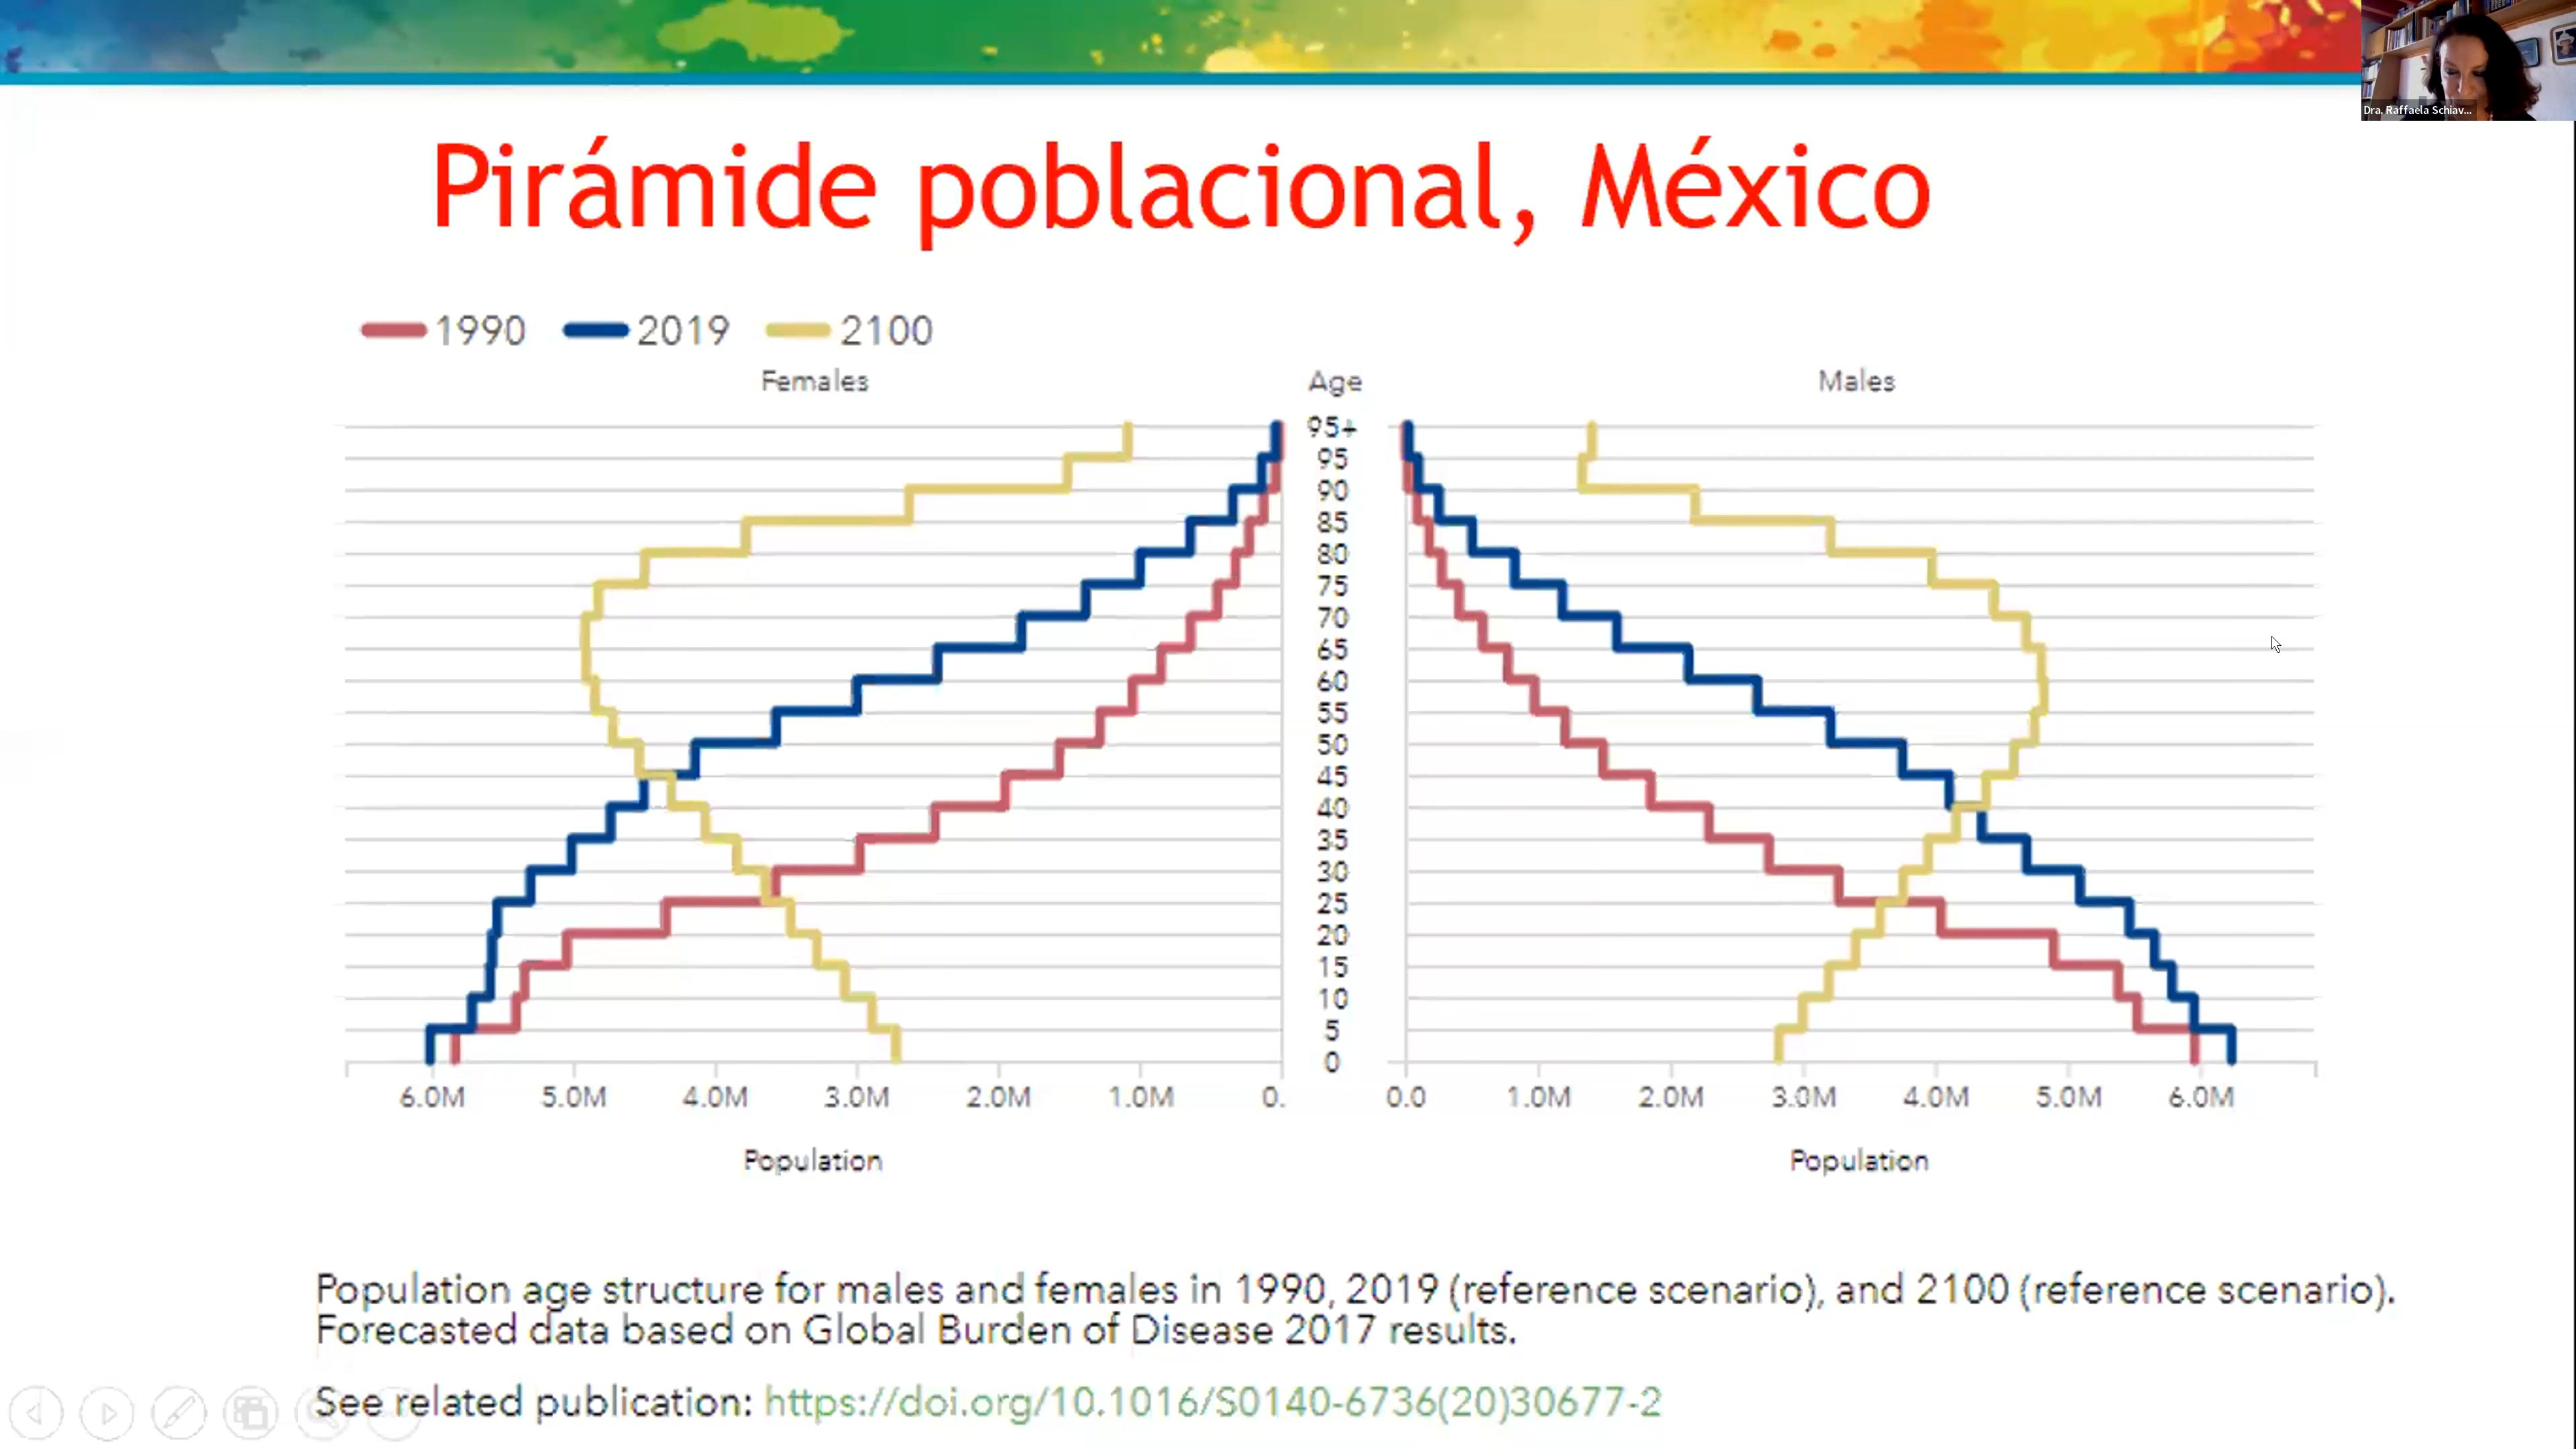 Dra. Raffaela Schiav...
Pirámide poblacional, México
1990 2019 2100
Females Age Males
95+
95
90
85
80
75
70
65
60
55
50
45
40
35
30
25
20
15
10
5
0
6.0M 5.0M 4.0M 3.0M 2.0M 1.0M 0. 0.0 1.0M 2.0M 3.0M 4.0M 5.0M 6.0M
Population Population
Population age structure for males and females in 1990, 2019 (reference scenario), and 2100 (reference scenario).
Forecasted data based on Global Burden of Disease 2017 results.
See related publication: https://doi.org/10.1016/S0140-6736(20)30677-2